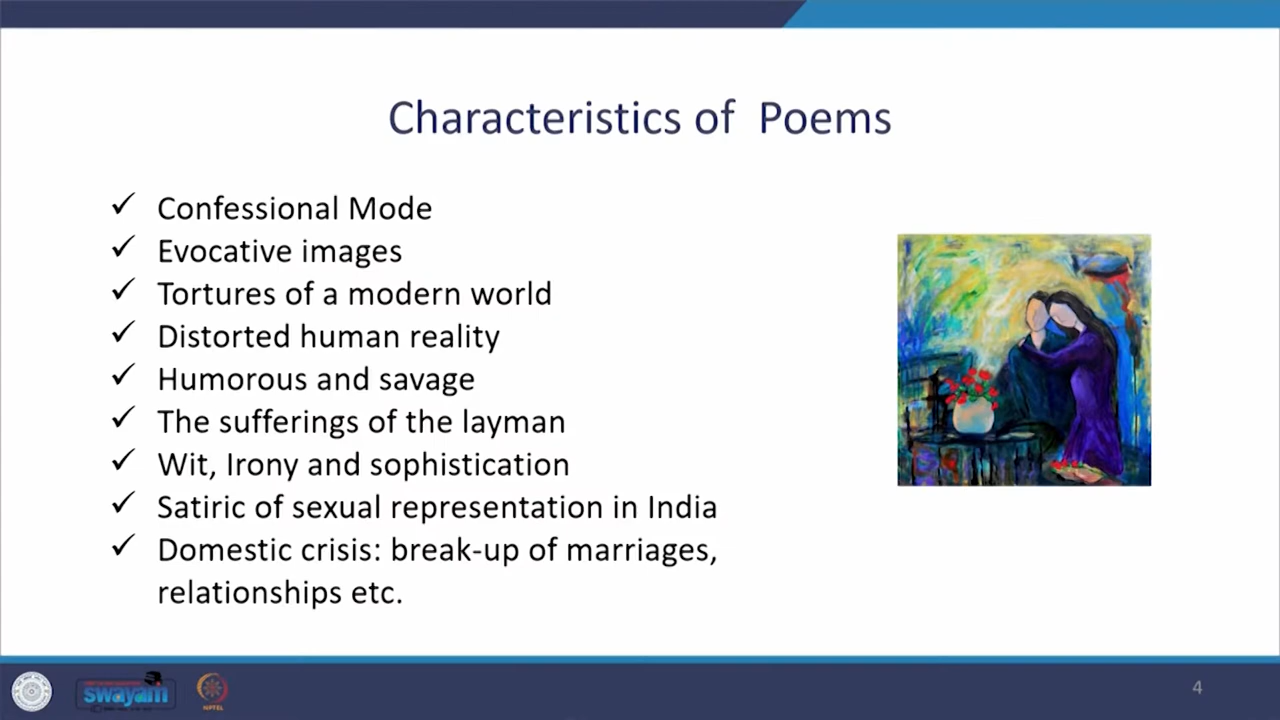 Characteristics of Poems
✓ Confessional Mode
✓ Evocative images
✓ Tortures of a modern world
✓ Distorted human reality
✓ Humorous and savage
✓ The sufferings of the layman
✓ Wit, Irony and sophistication
✓ Satiric of sexual representation in India
✓ Domestic crisis: break-up of marriages,
relationships etc.
swayam
NPTEL
4